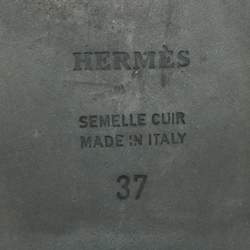 HERMÈS
SEMELLE CUIR
MADE IN ITALY
37